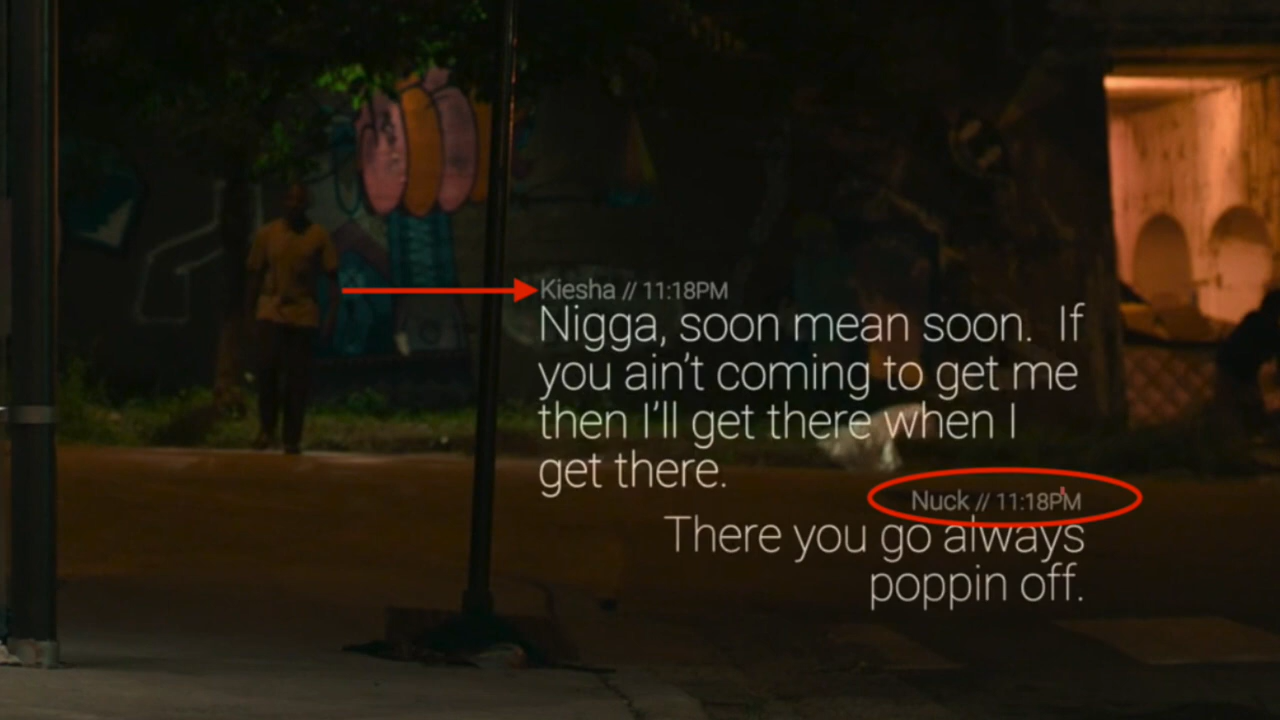 Kiesha // 11:18PM
Nigga, soon mean soon.  If
you ain't coming to get me
then I'll get there when I
get there.
Nuck // 11:18PM
There you go always
poppin off.